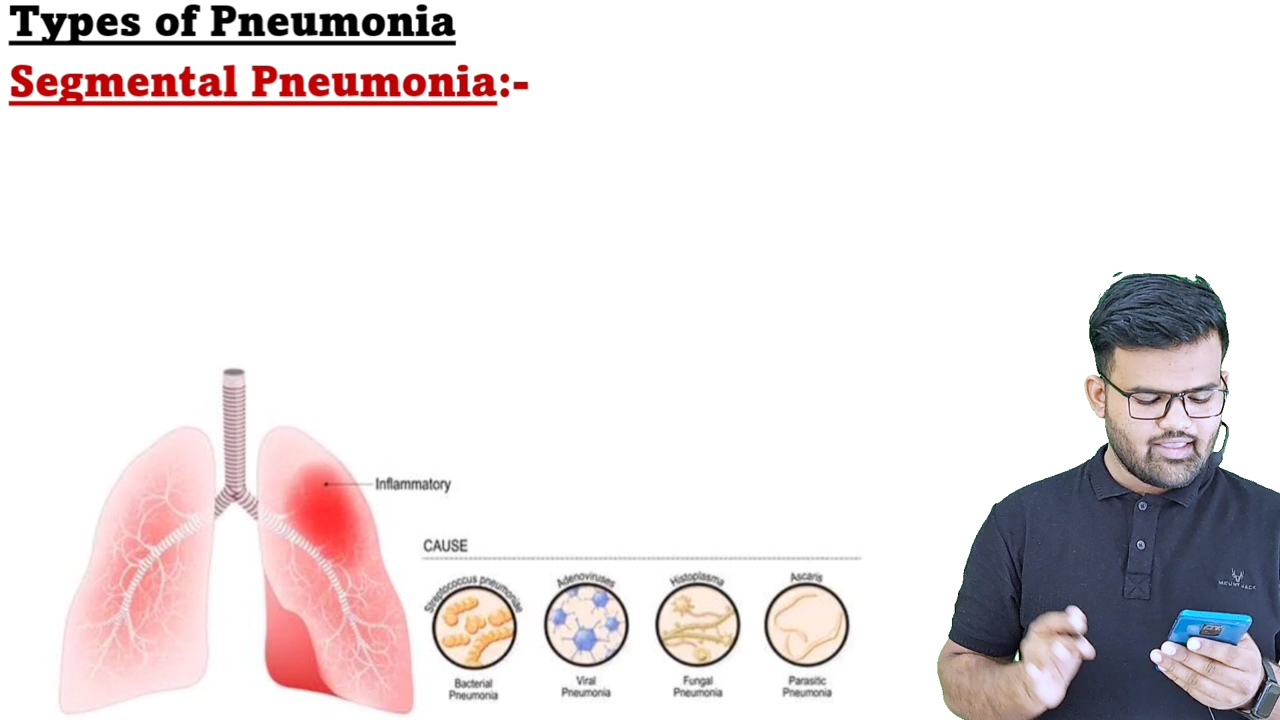 Types of Pneumonia
Segmental Pneumonia:-
Inflammatory
CAUSE
Streptococcus pneumoniae
Adenoviruses
Histoplasma
Ascaris
Bacterial
Pneumonia
Viral
Pneumonia
Fungal
Pneumonia
Parasitic
Pneumonia